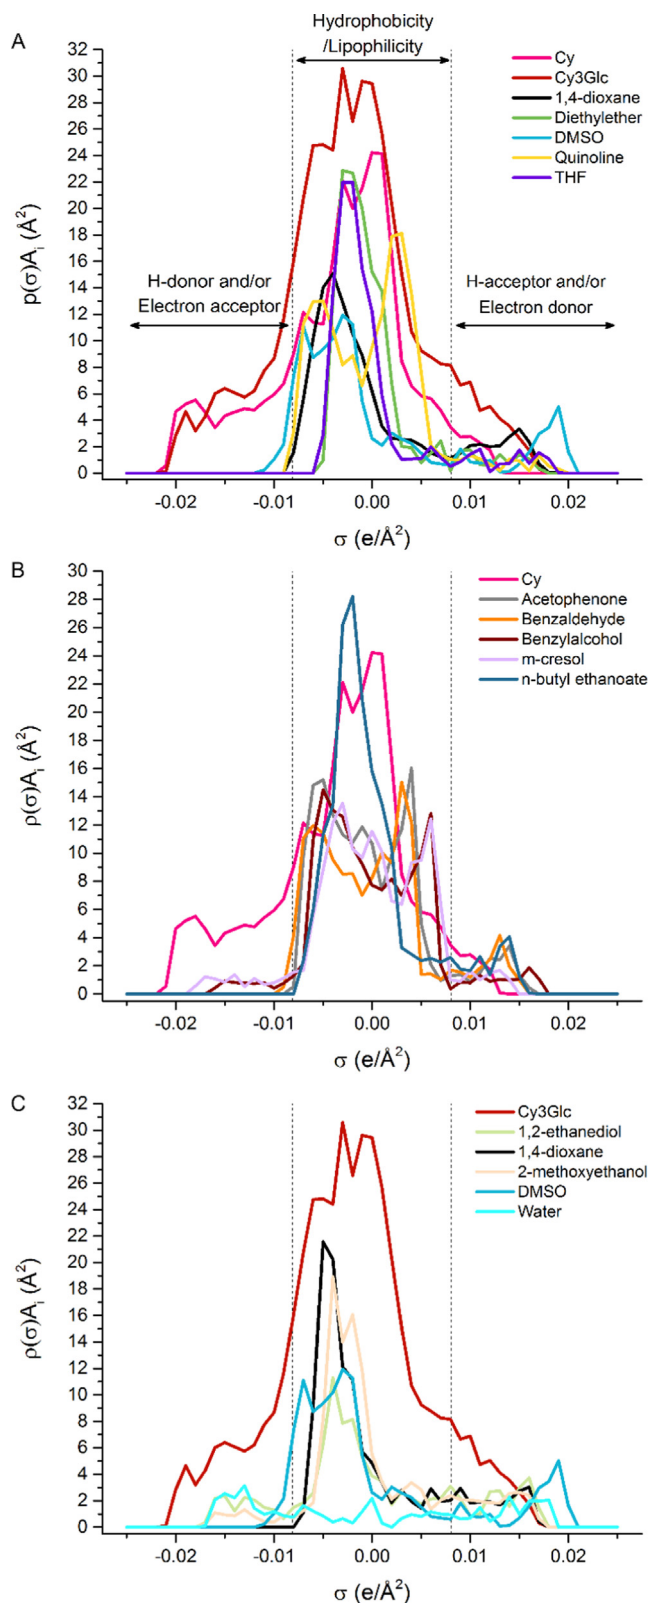 A
Hydrophobicity
/Lipophilicity
32
30
28
26
24
22
20
18
16
14
12
10
8
6
4
2
0
p(σ)Aᵢ (Å²)
Cy
Cy3Glc
1,4-dioxane
Diethylether
DMSO
Quinoline
THF
H-donor and/or
Electron acceptor
H-acceptor and/or
Electron donor
-0.02 -0.01 0.00 0.01 0.02
σ (e/Å²)
B
30
28
26
24
22
20
18
16
14
12
10
8
6
4
2
0
ρ(σ)Aᵢ (Å²)
Cy
Acetophenone
Benzaldehyde
Benzylalcohol
m-cresol
n-butyl ethanoate
-0.02 -0.01 0.00 0.01 0.02
σ (e/Å²)
C
32
30
28
26
24
22
20
18
16
14
12
10
8
6
4
2
0
ρ(σ)Aᵢ (Å²)
Cy3Glc
1,2-ethanediol
1,4-dioxane
2-methoxyethanol
DMSO
Water
-0.02 -0.01 0.00 0.01 0.02
σ (e/Å²)